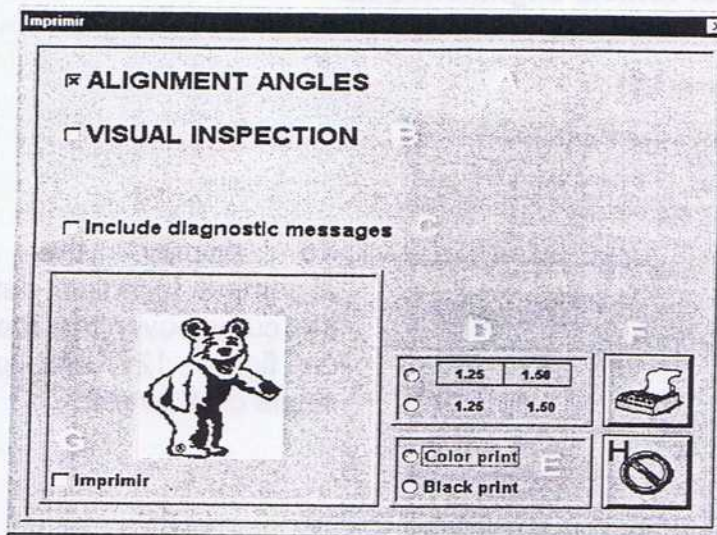 Imprimir
ALIGNMENT ANGLES
A
VISUAL INSPECTION
B
Include diagnostic messages
C
D
F
1.25 1.50
1.25 1.50
G
Imprimir
Color print
E
Black print
H